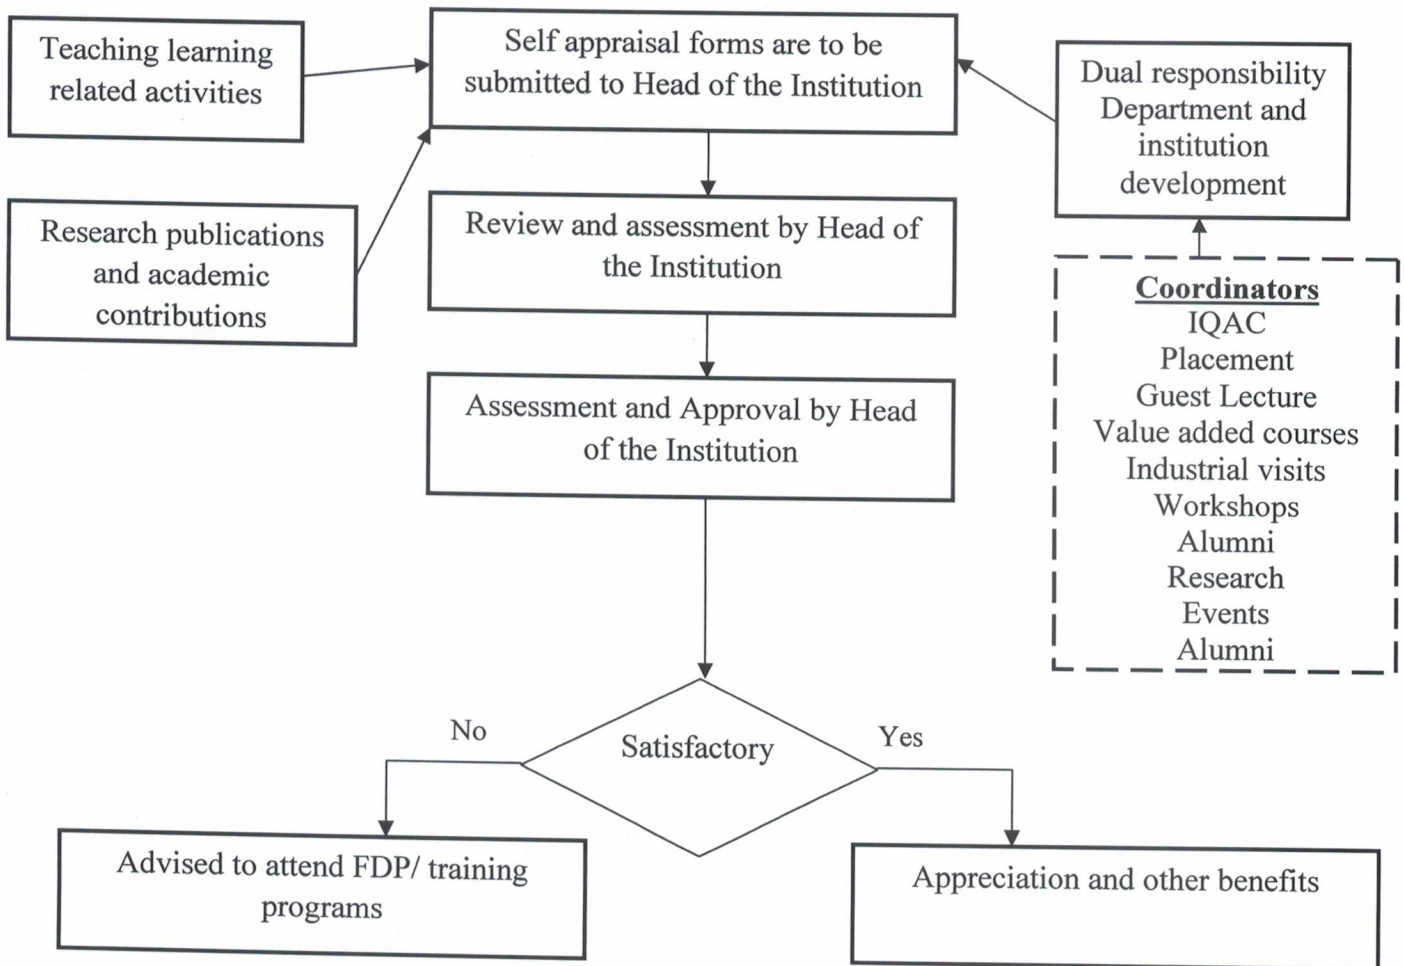 Teaching learning
related activities
Self appraisal forms are to be
submitted to Head of the Institution
Dual responsibility
Department and
institution
development
Research publications
and academic
contributions
Review and assessment by Head of
the Institution
Coordinators
IQAC
Placement
Guest Lecture
Value added courses
Industrial visits
Workshops
Alumni
Research
Events
Alumni
Assessment and Approval by Head
of the Institution
No
Satisfactory
Yes
Advised to attend FDP/ training
programs
Appreciation and other benefits